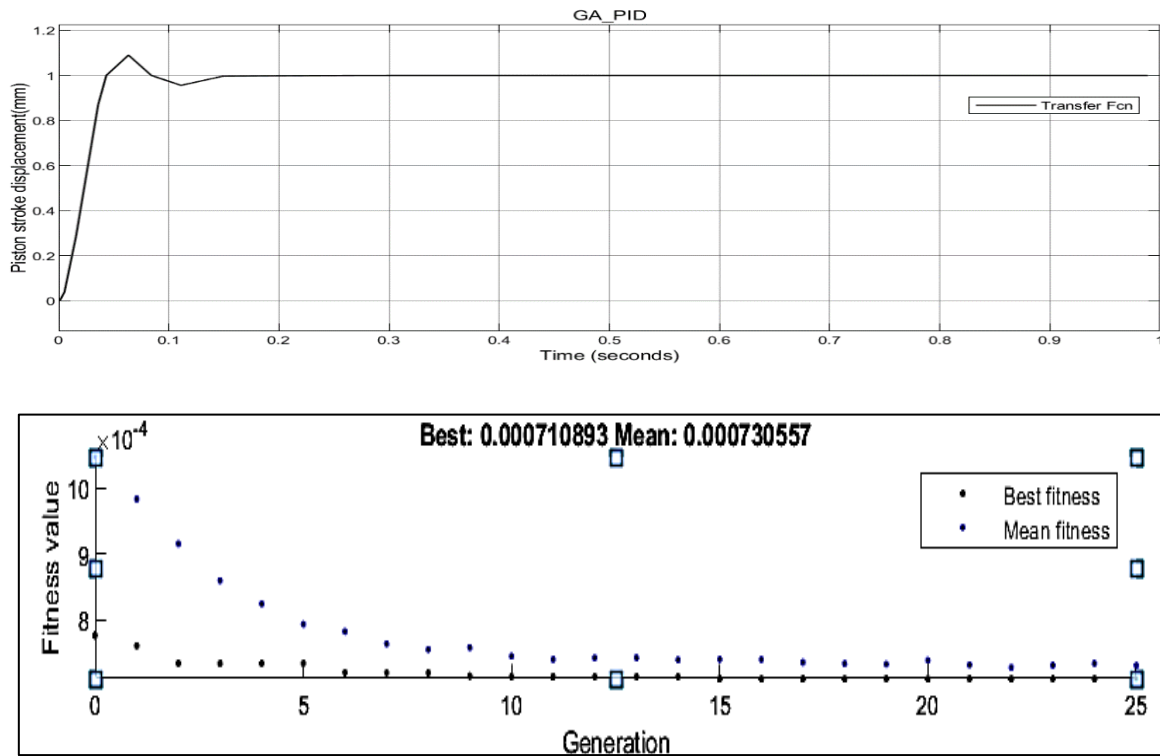 GA_PID
1.2
1
0.8
0.6
0.4
0.2
0
Piston stroke displacement(mm)
Transfer Fcn
0 0.1 0.2 0.3 0.4 0.5 0.6 0.7 0.8 0.9 1
Time (seconds)
×10-4
Best: 0.000710893 Mean: 0.000730557
10
9
8
Fitness value
Best fitness
Mean fitness
0 5 10 15 20 25
Generation